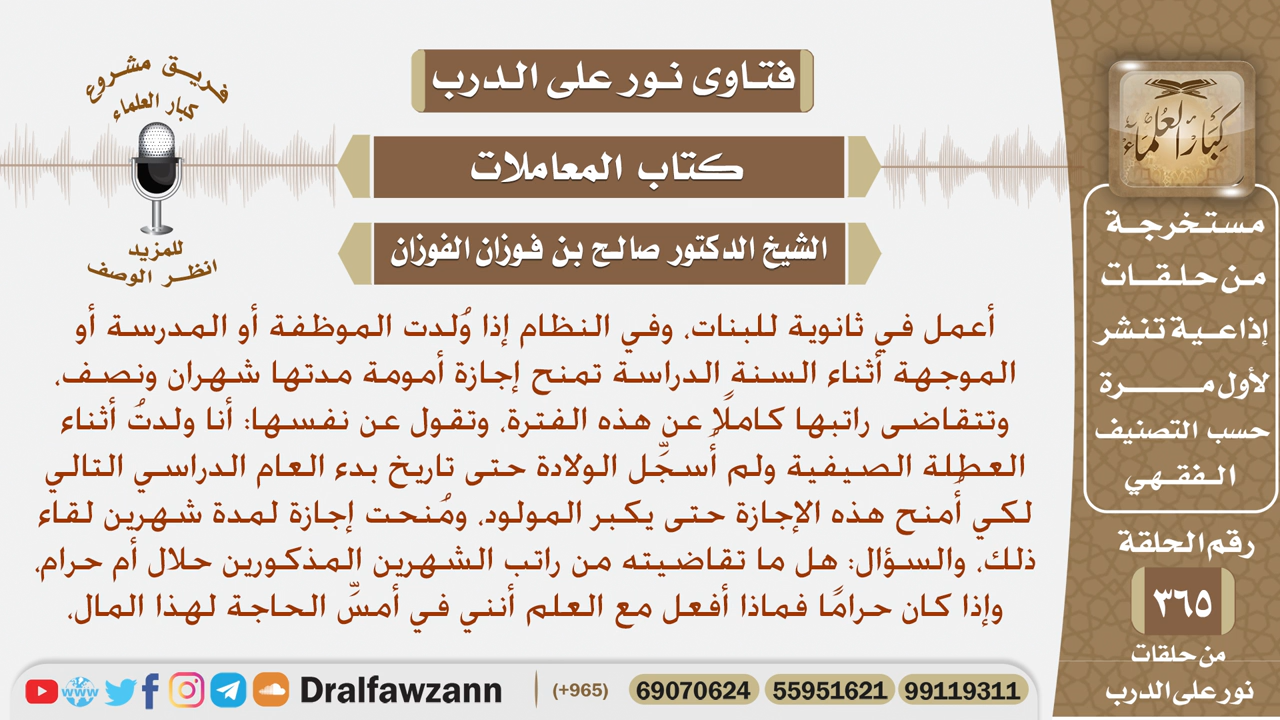 فتاوى نور على الدرب
كتاب المعاملات
الشيخ الدكتور صالح بن فوزان الفوزان
فريق مشروع
كبار العلماء
للمزيد
انظر الوصف
كبار العلماء
مستخرجة
من حلقات
إذاعية تنشر
لأول مرة
حسب التصنيف
الفقهي
رقم الحلقة
٣٦٥
من حلقات
نور على الدرب
أعمل في ثانوية للبنات، وفي النظام إذا وُلدت الموظفة أو المدرسة أو
الموجهة أثناء السنة الدراسة تمنح إجازة أمومة مدتها شهران ونصف،
وتتقاضى راتبها كاملًا عن هذه الفترة، وتقول عن نفسها: أنا ولدتُ أثناء
العطلة الصيفية ولم أُسجِّل الولادة حتى تاريخ بدء العام الدراسي التالي
لكي أُمنح هذه الإجازة حتى يكبر المولود، ومُنحت إجازة لمدة شهرين لقاء
ذلك، والسؤال: هل ما تقاضيته من راتب الشهرين المذكورين حلال أم حرام،
وإذا كان حرامًا فماذا أفعل مع العلم أنني في أمسِّ الحاجة لهذا المال،
www
Dralfawzann
(+965)
69070624
55951621
99119311